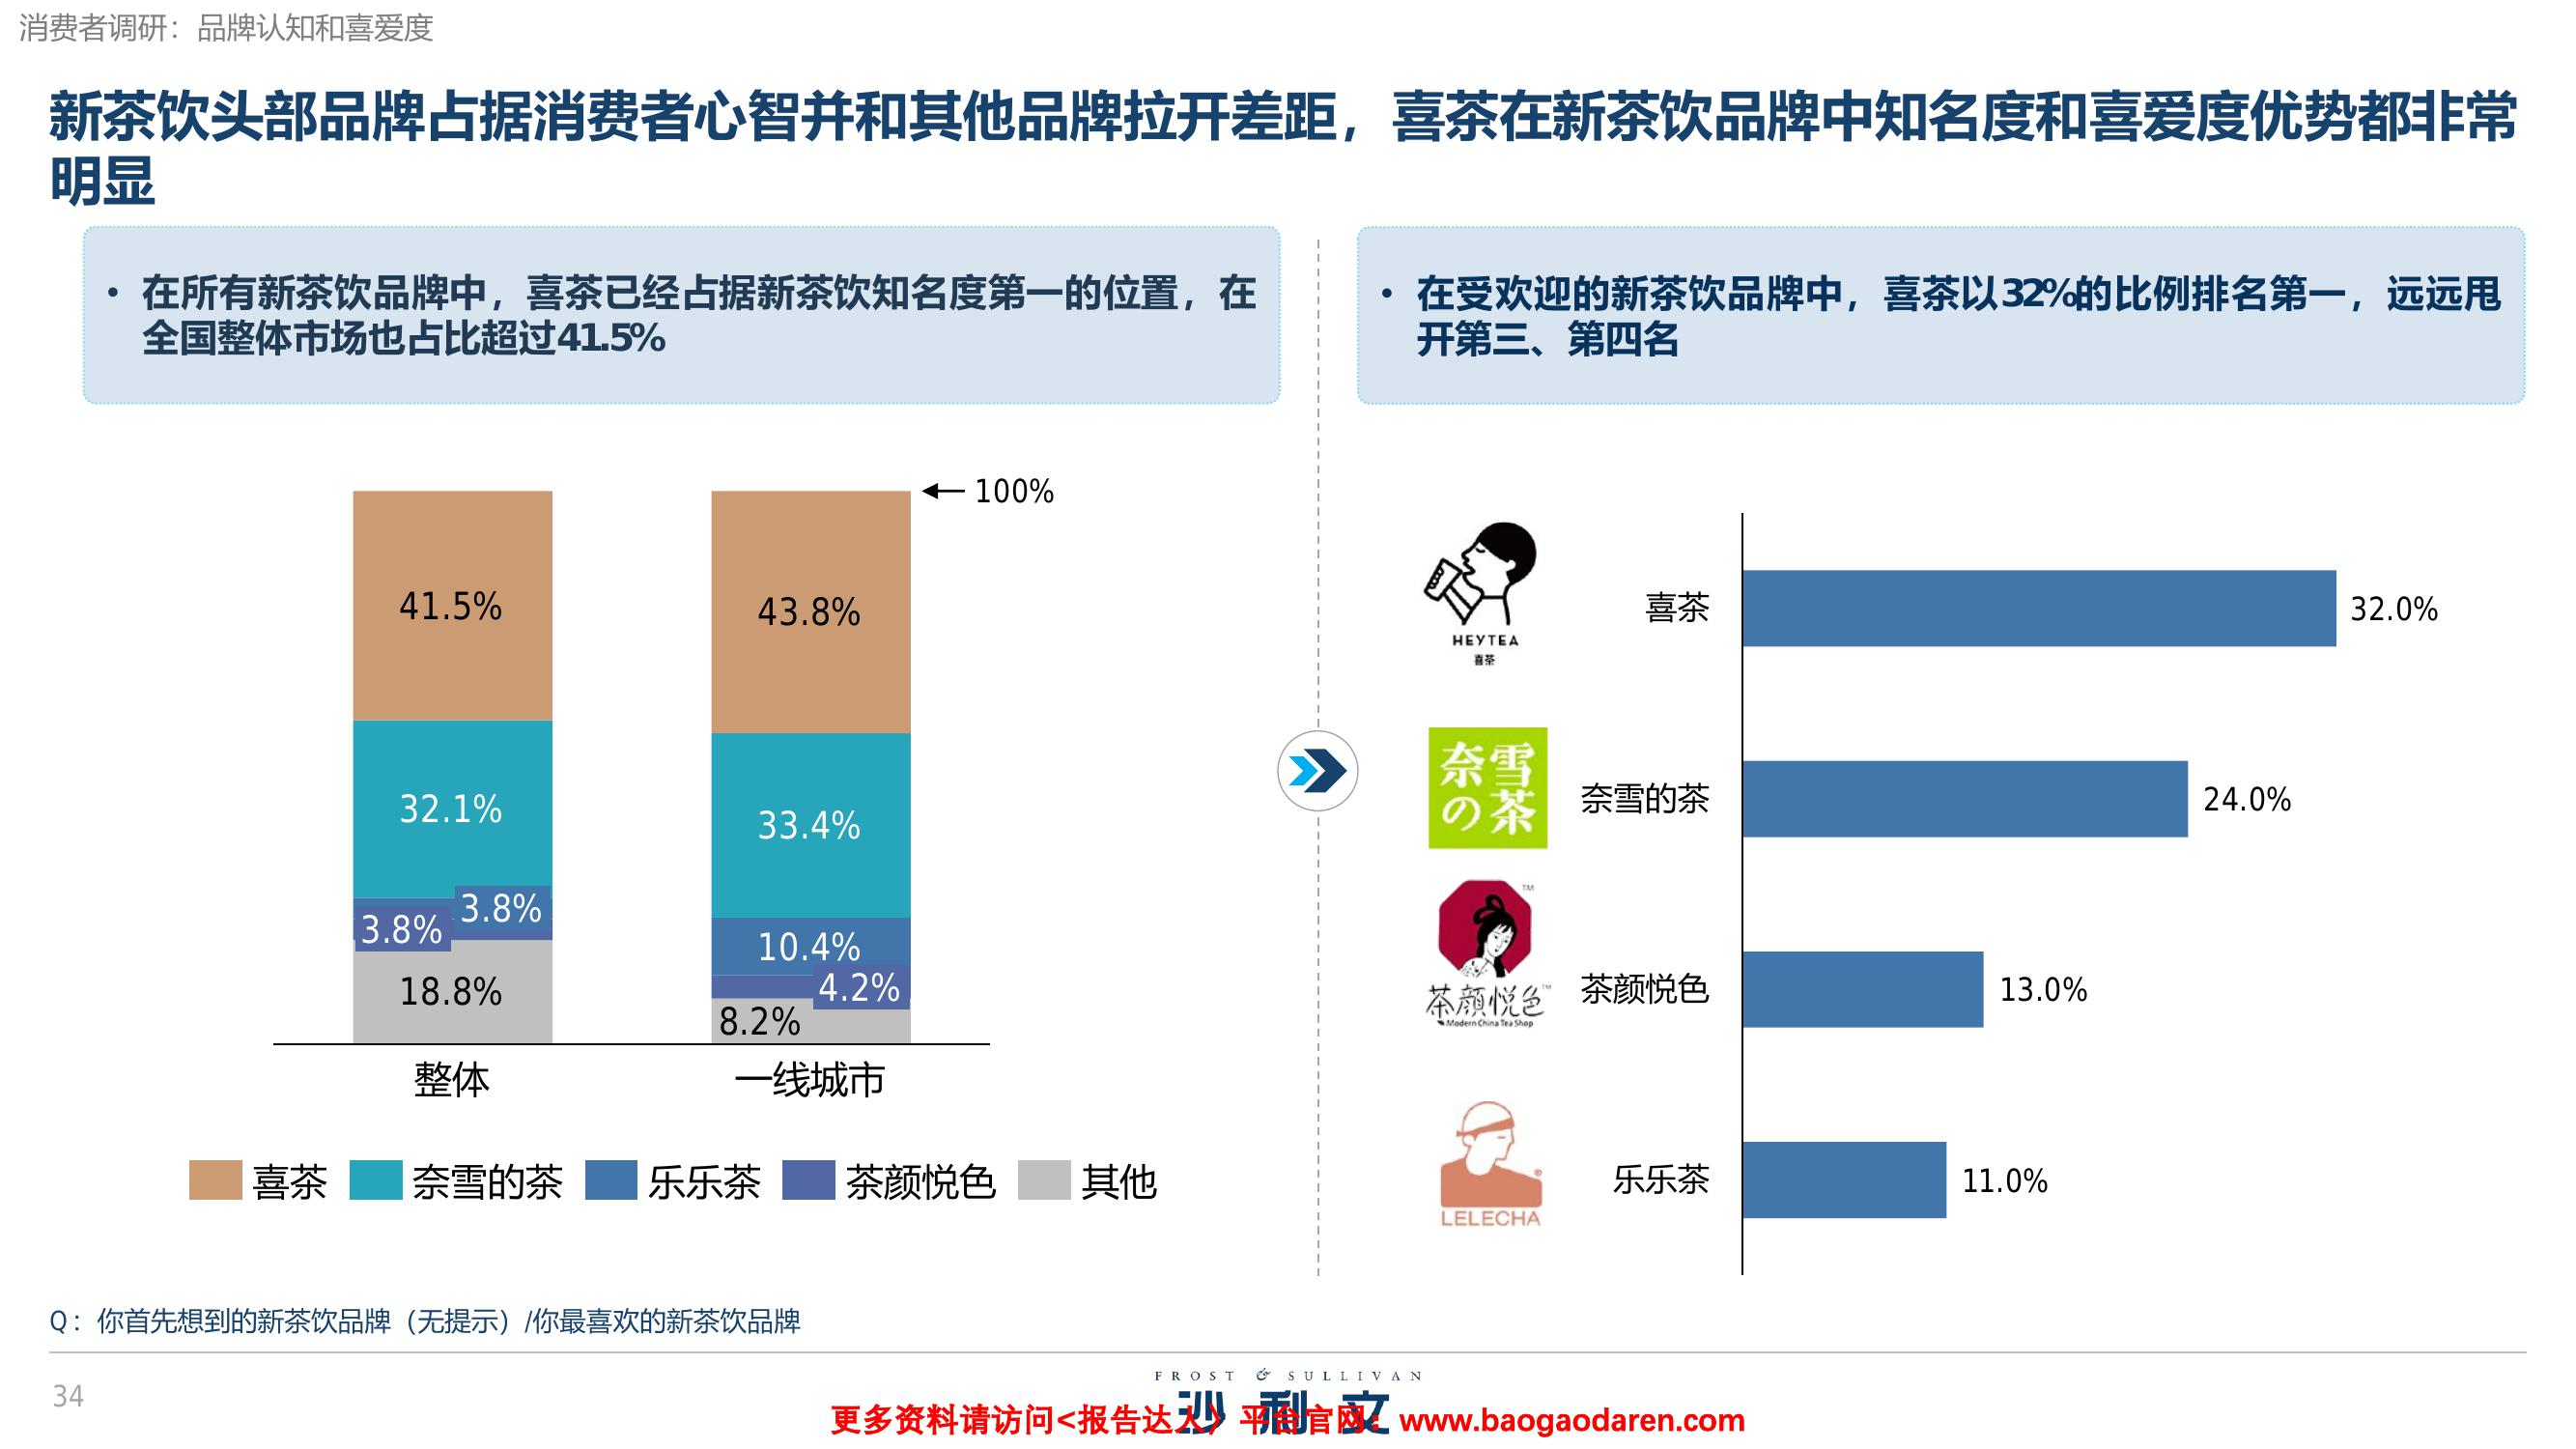 消费者调研：品牌认知和喜爱度
新茶饮头部品牌占据消费者心智并和其他品牌拉开差距，喜茶在新茶饮品牌中知名度和喜爱度优势都非常
明显
• 在所有新茶饮品牌中，喜茶已经占据新茶饮知名度第一的位置，在
全国整体市场也占比超过41.5%
• 在受欢迎的新茶饮品牌中，喜茶以32%的比例排名第一，远远甩
开第三、第四名
100%
41.5%
43.8%
32.1%
33.4%
3.8%
3.8%
10.4%
4.2%
18.8%
8.2%
整体
一线城市
喜茶
奈雪的茶
乐乐茶
茶颜悦色
其他
HEYTEA
喜茶
喜茶
32.0%
奈雪
の茶
奈雪的茶
24.0%
TM
茶颜悦色
TM
Modern China Tea Shop
茶颜悦色
13.0%
®
LELECHA
乐乐茶
11.0%
Q：你首先想到的新茶饮品牌（无提示）/你最喜欢的新茶饮品牌
34
FROST & SULLIVAN
沙利文
更多资料请访问<报告达人> 平台官网：www.baogaodaren.com